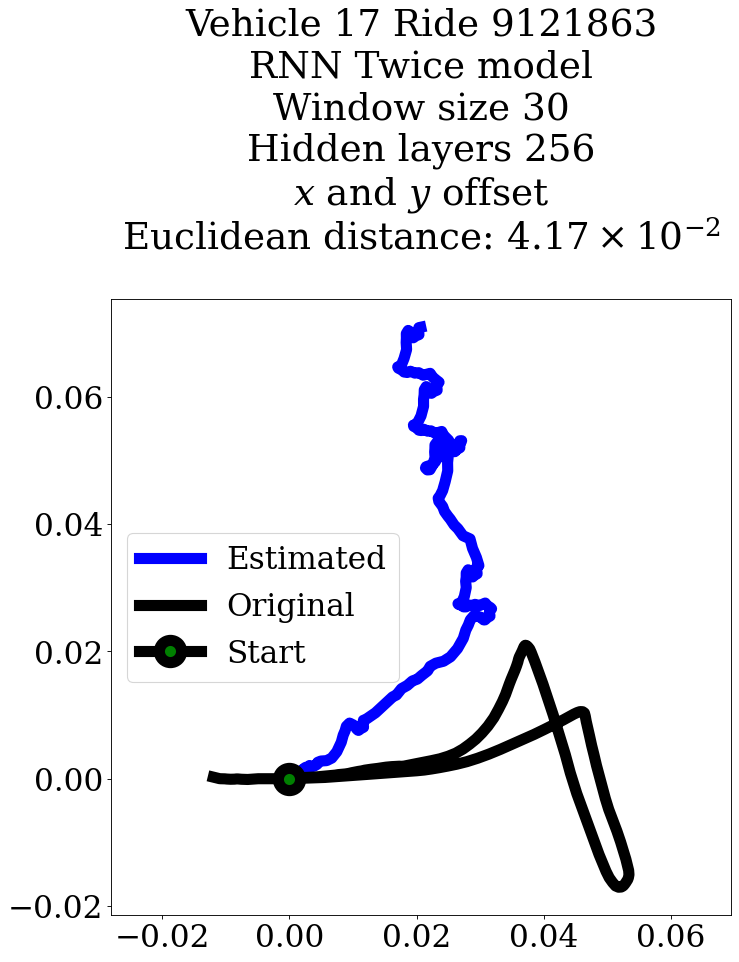 Vehicle 17 Ride 9121863
RNN Twice model
Window size 30
Hidden layers 256
x and y offset
Euclidean distance: 4.17 × 10⁻²
0.06
0.04
Estimated
Original
0.02
Start
0.00
−0.02
−0.02 0.00 0.02 0.04 0.06